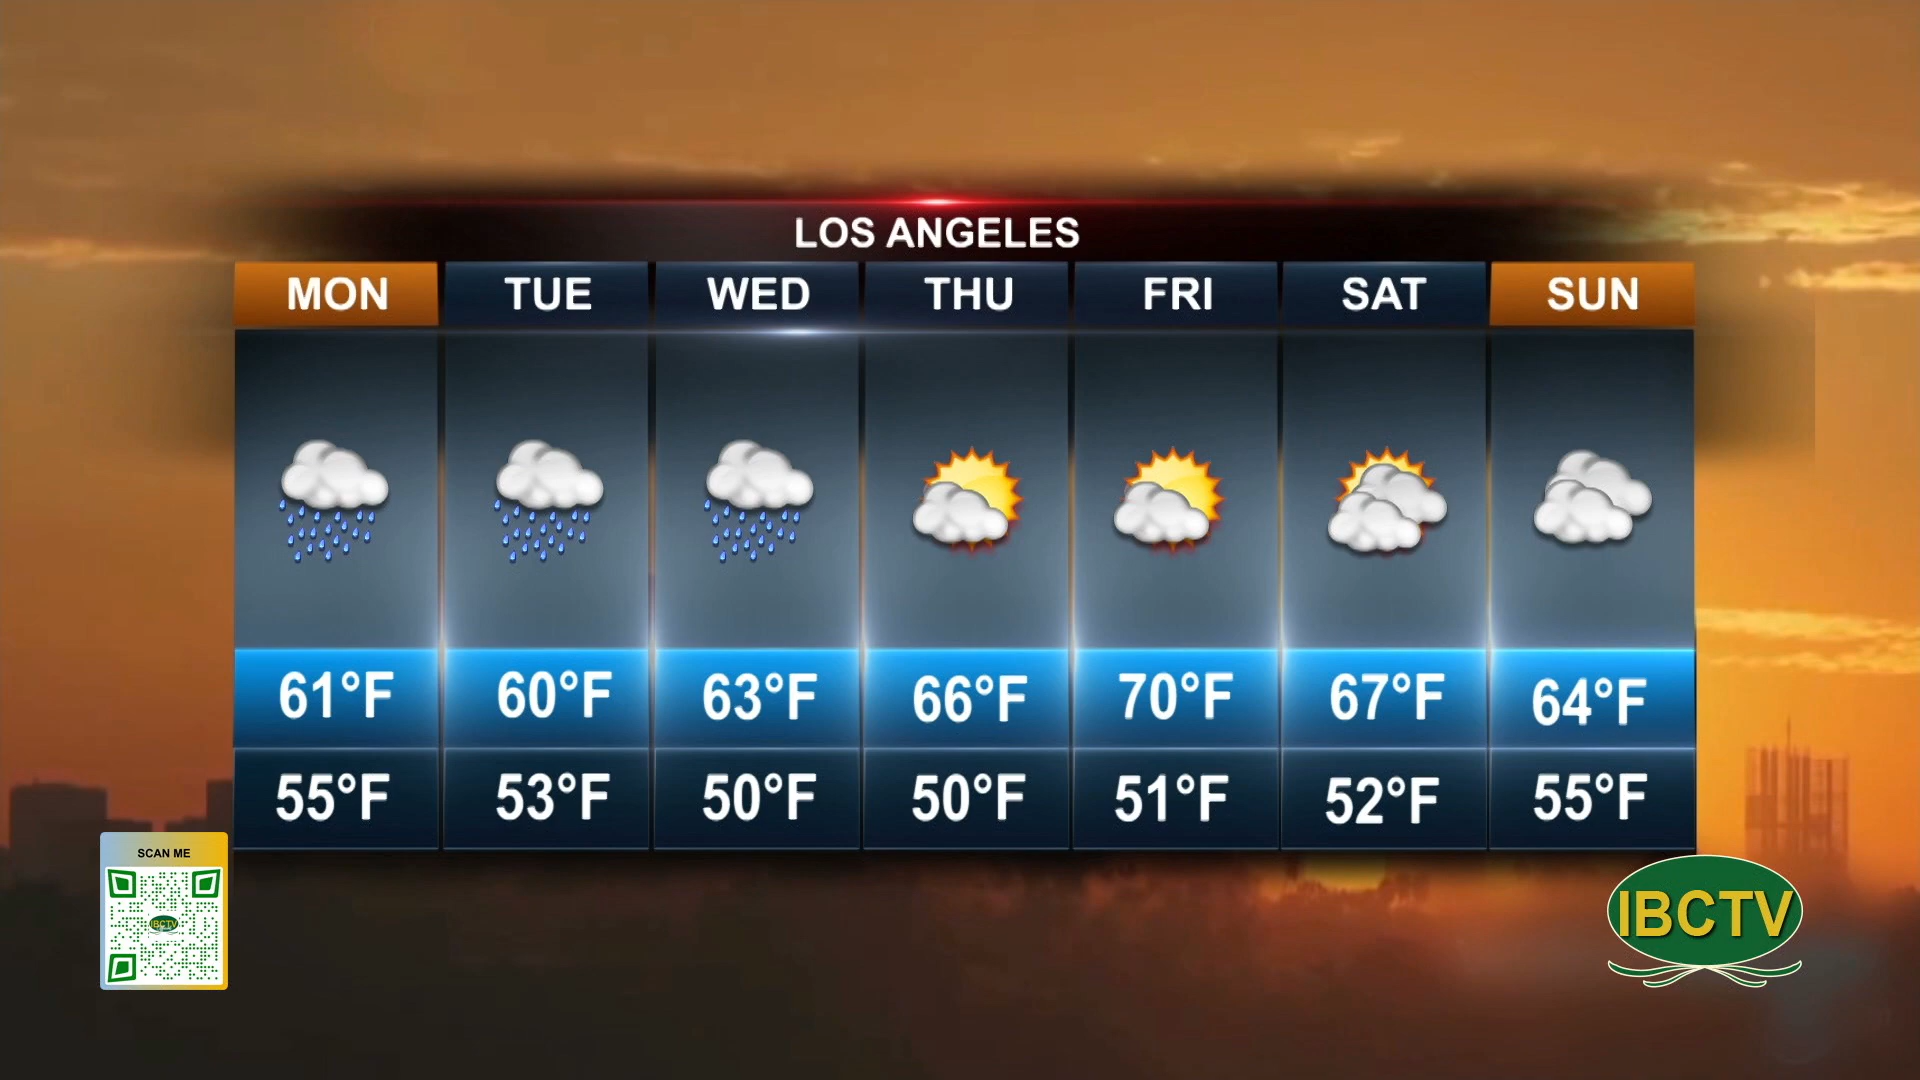 LOS ANGELES
MON TUE WED THU FRI SAT SUN
61°F 60°F 63°F 66°F 70°F 67°F 64°F
55°F 53°F 50°F 50°F 51°F 52°F 55°F
SCAN ME
IBCTV
IBCTV